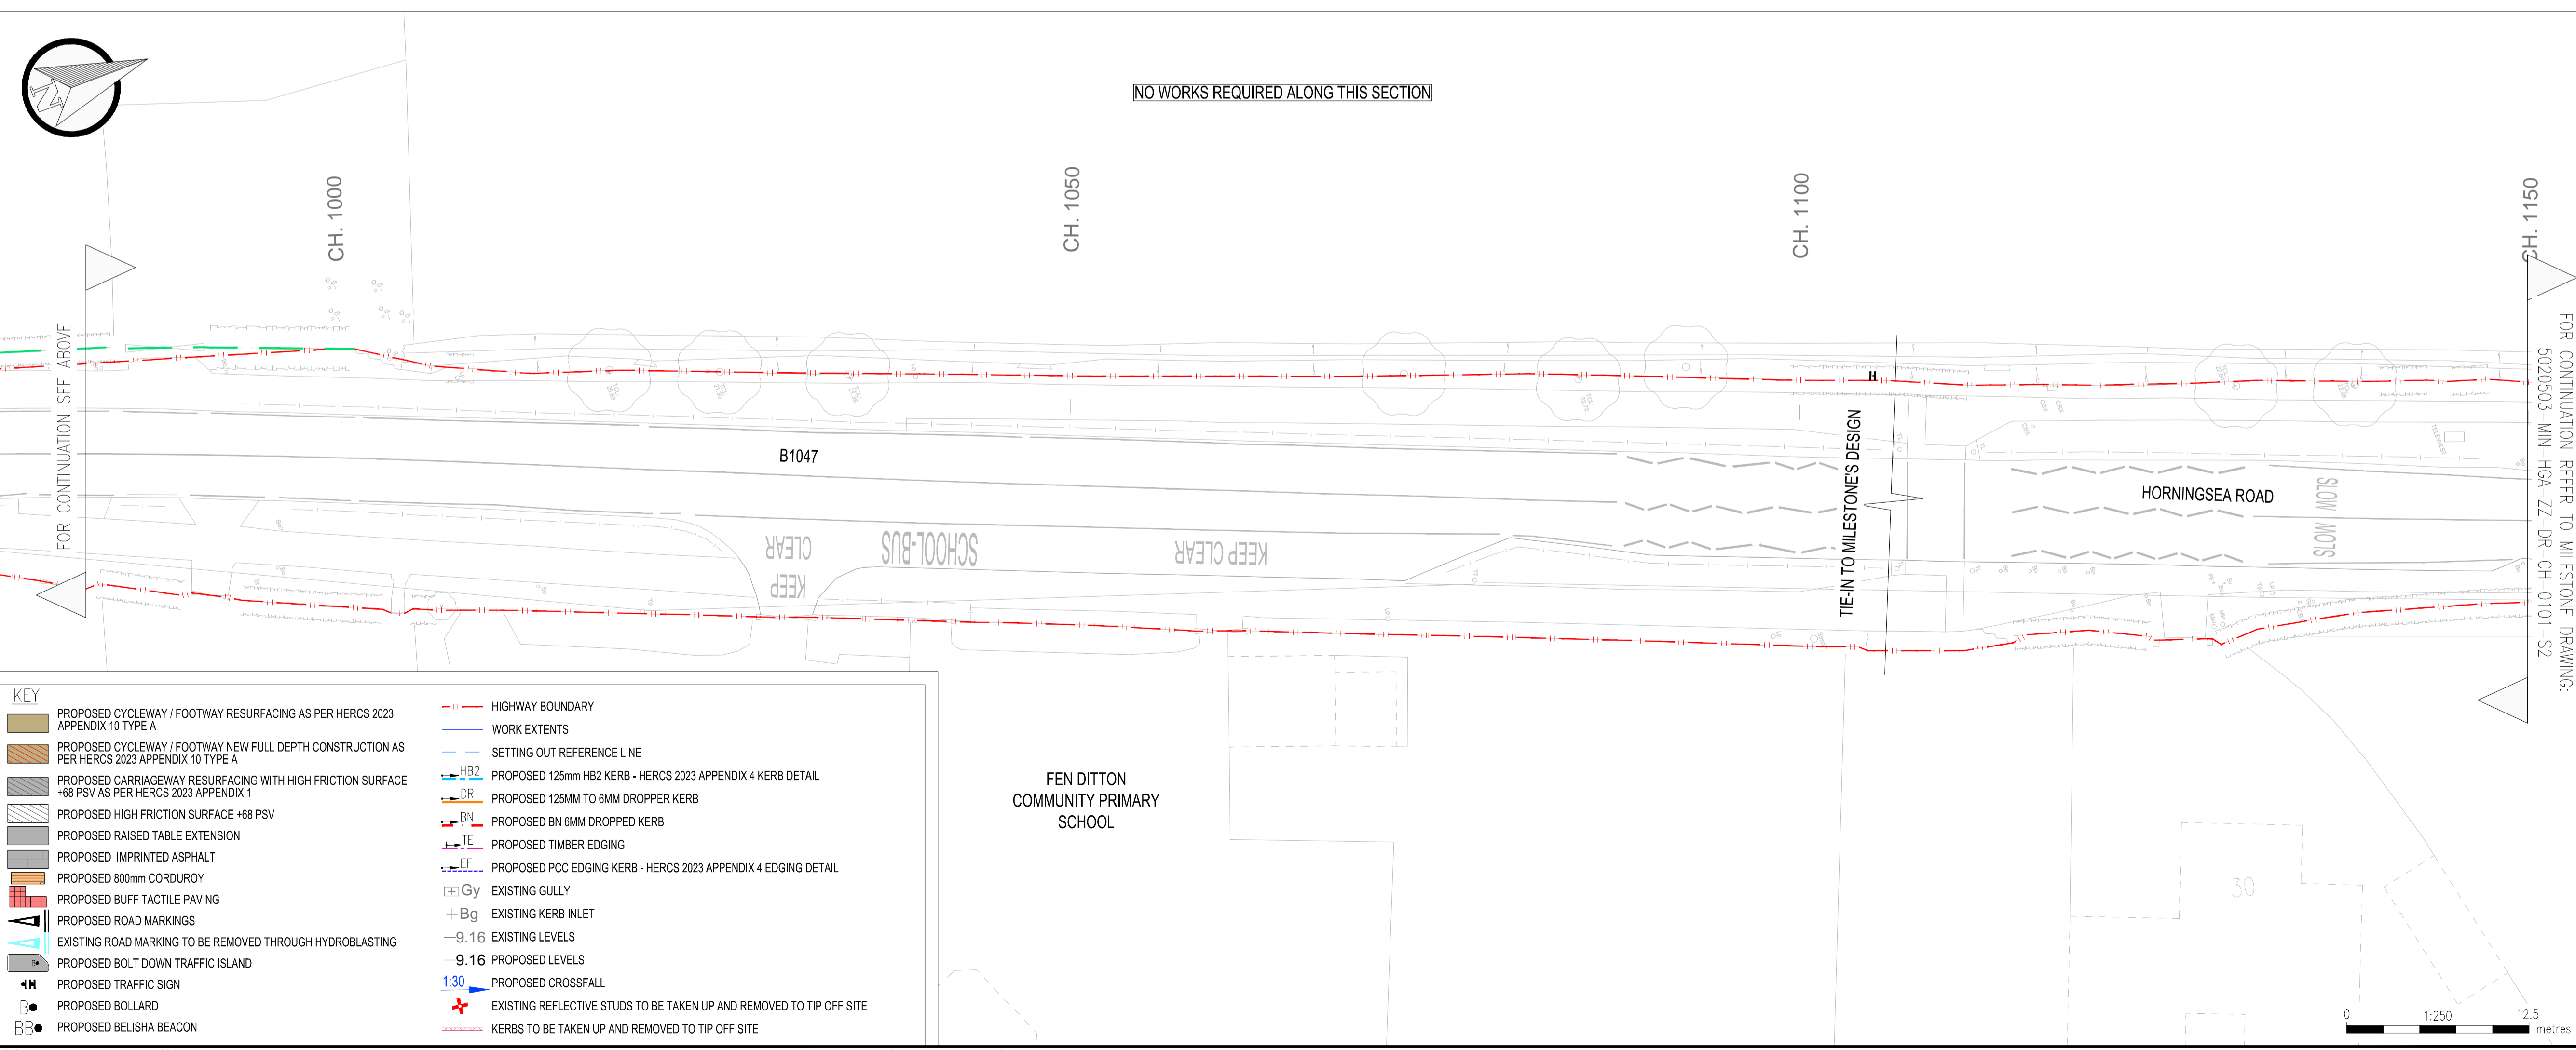 N
NO WORKS REQUIRED ALONG THIS SECTION
CH. 1000
CH. 1050
CH. 1100
CH. 1150
FOR CONTINUATION SEE ABOVE
B1047
CLEAR
KEEP
SCHOOL-BUS
KEEP CLEAR
TIE-IN TO MILESTONE'S DESIGN
HORNINGSEA ROAD
SLOW
SLOW
TELEWEST
FOR CONTINUATION REFER TO MILESTONE DRAWING:
5020503-MIN-HGA-ZZ-DR-CH-0101-S2
FEN DITTON
COMMUNITY PRIMARY
SCHOOL
30
KEY
PROPOSED CYCLEWAY / FOOTWAY RESURFACING AS PER HERCS 2023
APPENDIX 10 TYPE A
PROPOSED CYCLEWAY / FOOTWAY NEW FULL DEPTH CONSTRUCTION AS
PER HERCS 2023 APPENDIX 10 TYPE A
PROPOSED CARRIAGEWAY RESURFACING WITH HIGH FRICTION SURFACE
+68 PSV AS PER HERCS 2023 APPENDIX 1
PROPOSED HIGH FRICTION SURFACE +68 PSV
PROPOSED RAISED TABLE EXTENSION
PROPOSED IMPRINTED ASPHALT
PROPOSED 800mm CORDUROY
PROPOSED BUFF TACTILE PAVING
PROPOSED ROAD MARKINGS
EXISTING ROAD MARKING TO BE REMOVED THROUGH HYDROBLASTING
PROPOSED BOLT DOWN TRAFFIC ISLAND
PROPOSED TRAFFIC SIGN
B PROPOSED BOLLARD
BB PROPOSED BELISHA BEACON
HIGHWAY BOUNDARY
WORK EXTENTS
SETTING OUT REFERENCE LINE
HB2 PROPOSED 125mm HB2 KERB - HERCS 2023 APPENDIX 4 KERB DETAIL
DR PROPOSED 125MM TO 6MM DROPPER KERB
BN PROPOSED BN 6MM DROPPED KERB
TE PROPOSED TIMBER EDGING
EF PROPOSED PCC EDGING KERB - HERCS 2023 APPENDIX 4 EDGING DETAIL
Gy EXISTING GULLY
Bg EXISTING KERB INLET
+9.16 EXISTING LEVELS
+9.16 PROPOSED LEVELS
1:30 PROPOSED CROSSFALL
EXISTING REFLECTIVE STUDS TO BE TAKEN UP AND REMOVED TO TIP OFF SITE
KERBS TO BE TAKEN UP AND REMOVED TO TIP OFF SITE
0 1:250 12.5
metres